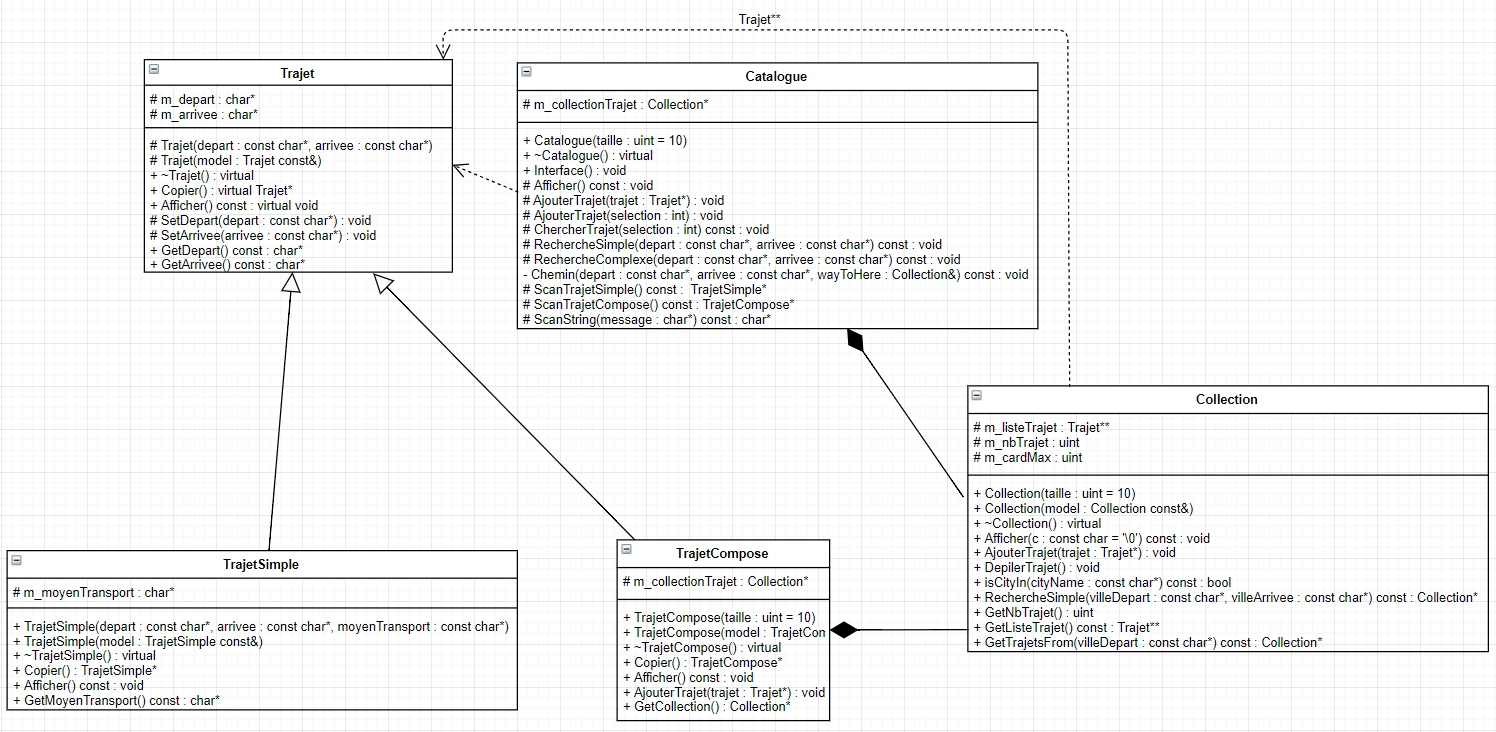 Trajet**
Trajet
# m_depart : char*
# m_arrivee : char*
# Trajet(depart : const char*, arrivee : const char*)
# Trajet(model : Trajet const&)
+ ~Trajet() : virtual
+ Copier() : virtual Trajet*
+ Afficher() const : virtual void
# SetDepart(depart : const char*) : void
# SetArrivee(arrivee : const char*) : void
+ GetDepart() const : char*
+ GetArrivee() const : char*
Catalogue
# m_collectionTrajet : Collection*
+ Catalogue(taille : uint = 10)
+ ~Catalogue() : virtual
+ Interface() : void
# Afficher() const : void
# AjouterTrajet(trajet : Trajet*) : void
# AjouterTrajet(selection : int) : void
# ChercherTrajet(selection : int) const : void
# RechercheSimple(depart : const char*, arrivee : const char*) const : void
# RechercheComplexe(depart : const char*, arrivee : const char*) const : void
- Chemin(depart : const char*, arrivee : const char*, wayToHere : Collection&) const : void
# ScanTrajetSimple() const :  TrajetSimple*
# ScanTrajetCompose() const : TrajetCompose*
# ScanString(message : char*) const : char*
Collection
# m_listeTrajet : Trajet**
# m_nbTrajet : uint
# m_cardMax : uint
+ Collection(taille : uint = 10)
+ Collection(model : Collection const&)
+ ~Collection() : virtual
+ Afficher(c : const char = '\0') const : void
+ AjouterTrajet(trajet : Trajet*) : void
+ DepilerTrajet() : void
+ isCityIn(cityName : const char*) const : bool
+ RechercheSimple(villeDepart : const char*, villeArrivee : const char*) const : Collection*
+ GetNbTrajet() : uint
+ GetListeTrajet() const : Trajet**
+ GetTrajetsFrom(villeDepart : const char*) const : Collection*
TrajetSimple
# m_moyenTransport : char*
+ TrajetSimple(depart : const char*, arrivee : const char*, moyenTransport : const char*)
+ TrajetSimple(model : TrajetSimple const&)
+ ~TrajetSimple() : virtual
+ Copier() : TrajetSimple*
+ Afficher() const : void
+ GetMoyenTransport() const : char*
TrajetCompose
# m_collectionTrajet : Collection*
+ TrajetCompose(taille : uint = 10)
+ TrajetCompose(model : TrajetCon
+ ~TrajetCompose() : virtual
+ Copier() : TrajetCompose*
+ Afficher() const : void
+ AjouterTrajet(trajet : Trajet*) : void
+ GetCollection() : Collection*